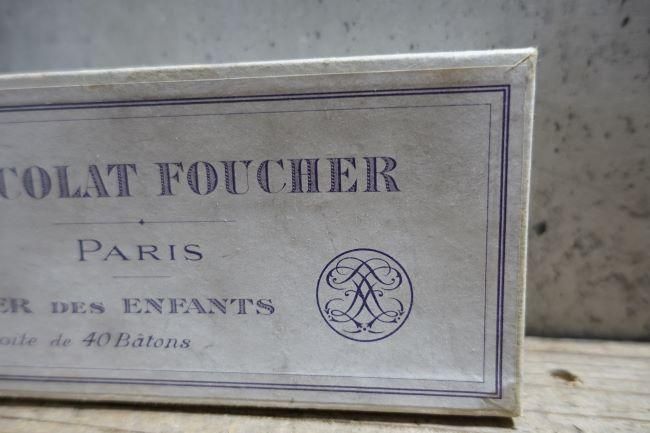 COLAT FOUCHER
PARIS
ER DES ENFANTS
oite de 40 Bâtons